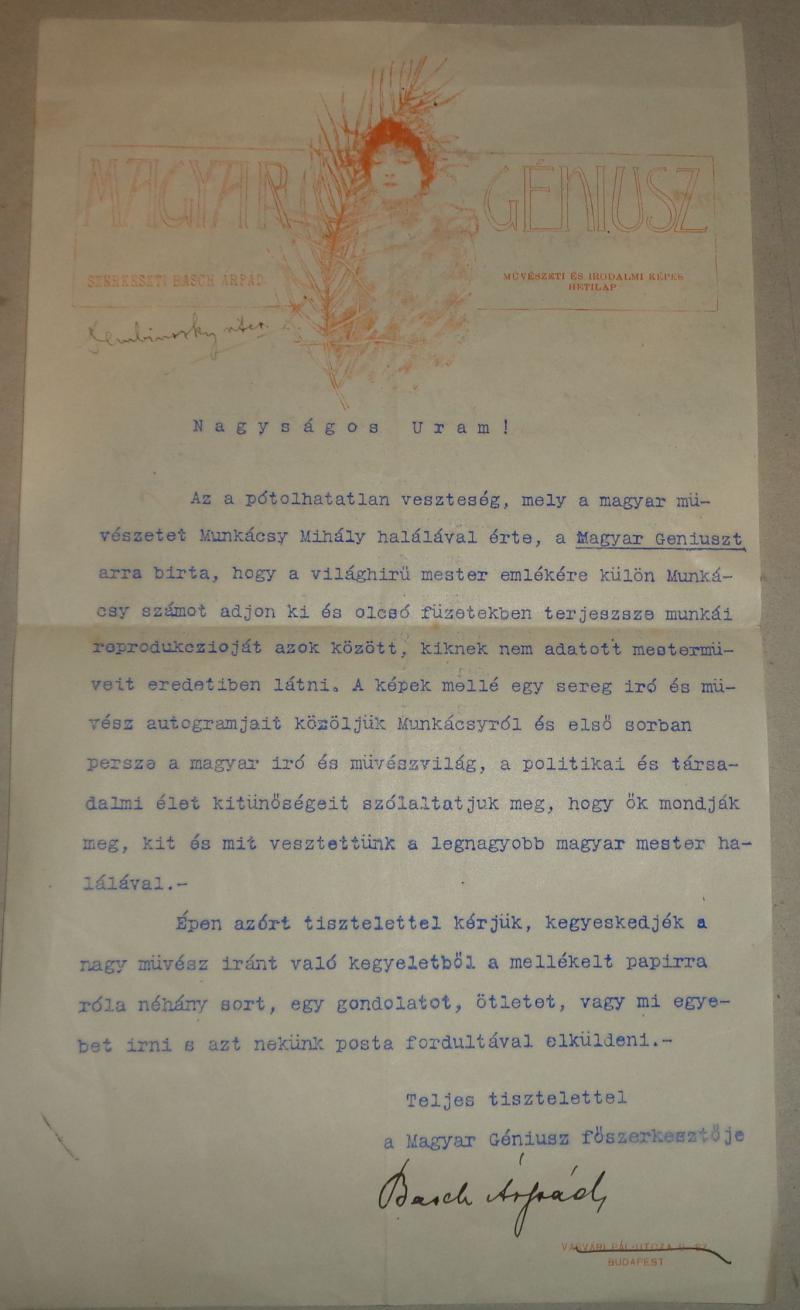 MAGYAR GÉNIUSZ
SZERKESZTI BASCH ÁRPÁD
MŰVÉSZETI ÉS IRODALMI KÉPES
HETILAP
Nagyságos Uram!
Az a pótolhatatlan veszteség, mely a magyar mü-
vészetet Munkácsy Mihály halálával érte, a Magyar Geniuszt
arra birta, hogy a világhirü mester emlékére külön Munká-
csy számot adjon ki és olcsó füzetekben terjeszsze munkái
reprodukczioját azok között, kiknek nem adatott mestermü-
veit eredetiben látni. A képek mellé egy sereg iró és mü-
vész autogramjait közöljük Munkácsyról és első sorban
persze a magyar iró és müvészvilág, a politikai és társa-
dalmi élet kitünőségeit szólaltatjuk meg, hogy ők mondják
meg, kit és mit vesztettünk a legnagyobb magyar mester ha-
lálával.-
Épen azért tisztelettel kérjük, kegyeskedjék a
nagy müvész iránt való kegyeletből a mellékelt papirra
róla néhány sort, egy gondolatot, ötletet, vagy mi egye-
bet irni s azt nekünk posta fordultával elküldeni.-
Teljes tisztelettel
a Magyar Géniusz főszerkesztője
Basch Árpád
BUDAPEST